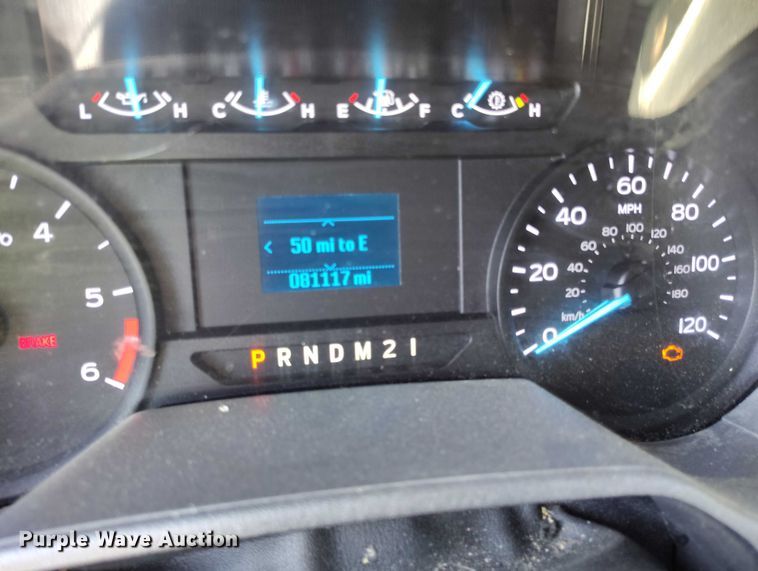 L H C H E F C H
4
5
6
BRAKE
< 50 mi to E
081117 mi
P R N D M 2 1
0 20 40 60 80 100 120
MPH
km/h 20 40 60 80 100 120 140 160 180
Purple Wave Auction